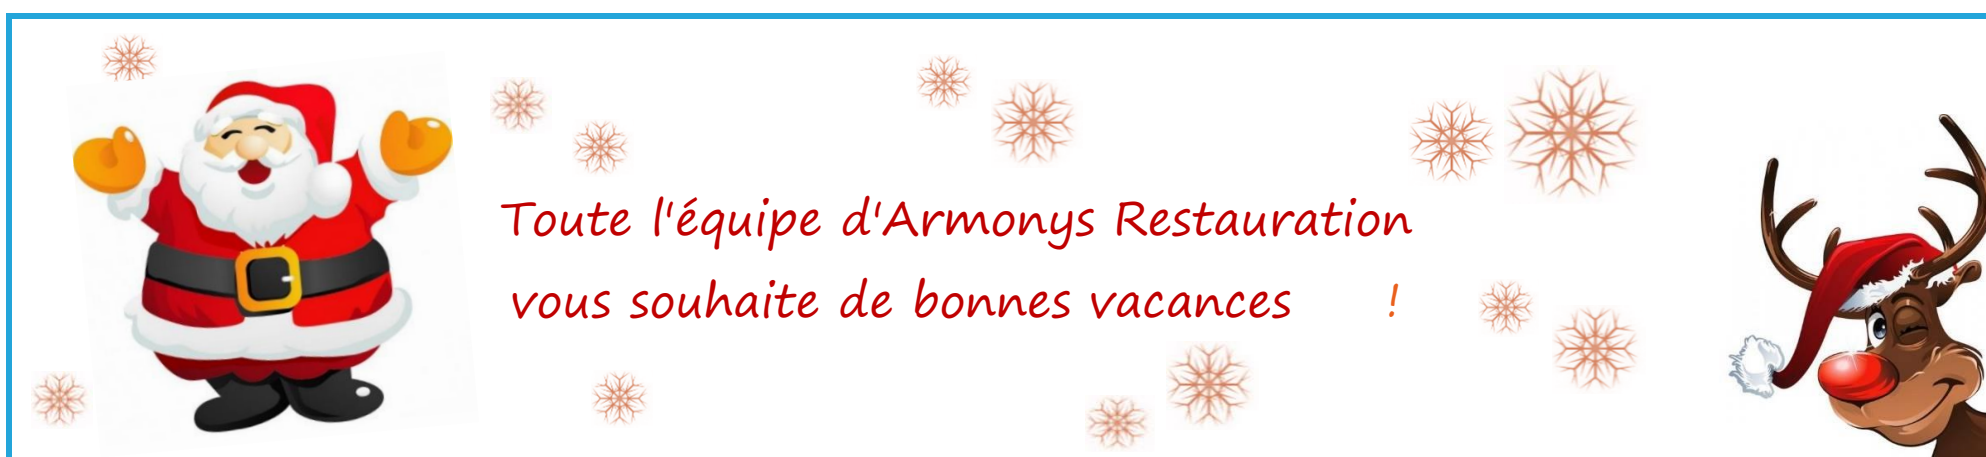 Toute l'équipe d'Armonys Restauration
vous souhaite de bonnes vacances !